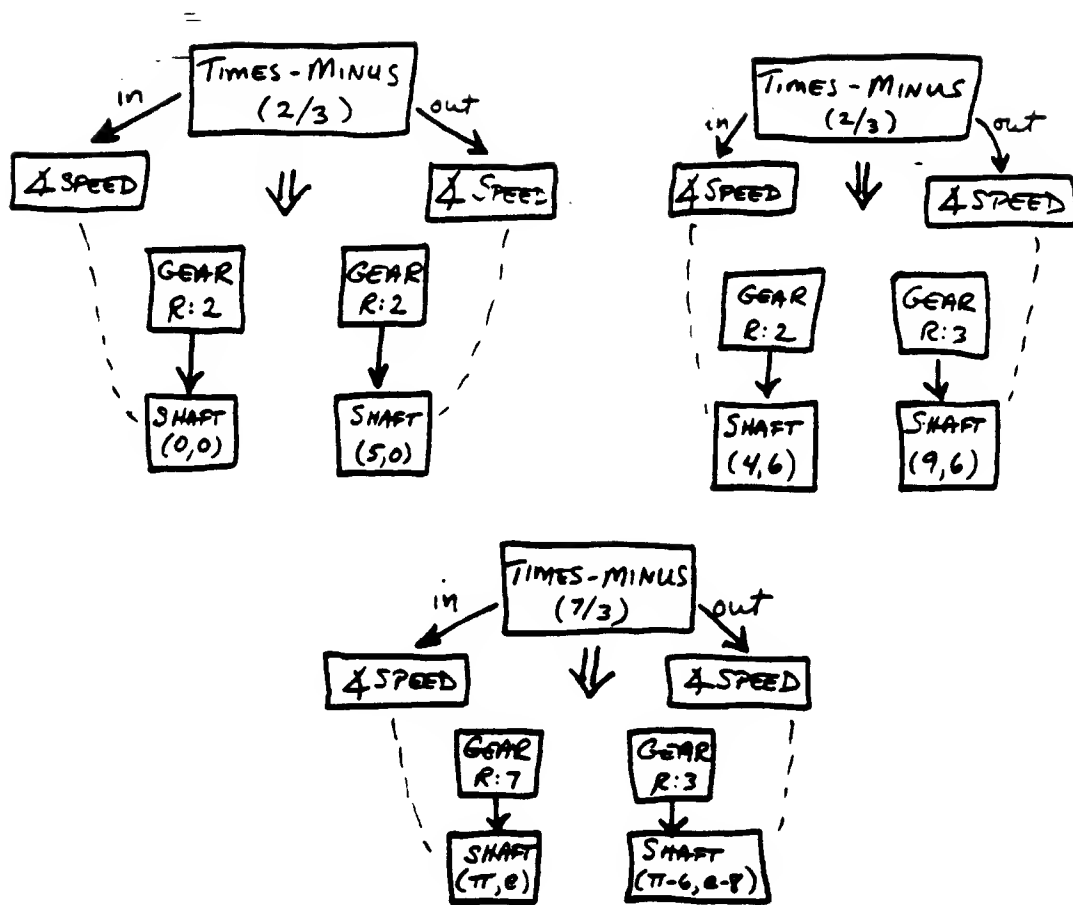 TIMES-MINUS
(2/3)
in
out
∡ SPEED
∡ SPEED
GEAR
R:2
GEAR
R:2
SHAFT
(0,0)
SHAFT
(5,0)
TIMES-MINUS
(2/3)
in
out
∡ SPEED
∡ SPEED
GEAR
R:2
GEAR
R:3
SHAFT
(4,6)
SHAFT
(9,6)
TIMES-MINUS
(7/3)
in
out
∡ SPEED
∡ SPEED
GEAR
R:7
GEAR
R:3
SHAFT
(π,e)
SHAFT
(π-6,e-8)